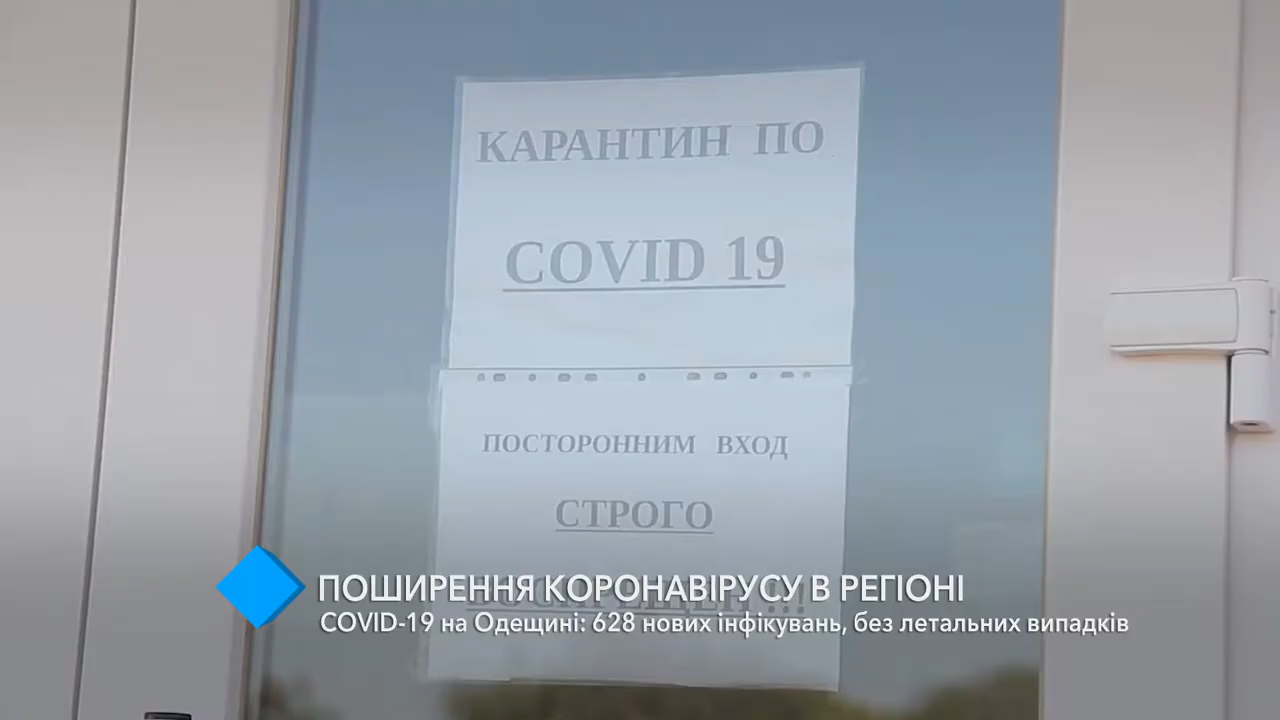 КАРАНТИН ПО
COVID 19
ПОСТОРОННИМ ВХОД
СТРОГО
ПОШИРЕННЯ КОРОНАВІРУСУ В РЕГІОНІ
COVID-19 на Одещині: 628 нових інфікувань, без летальних випадків